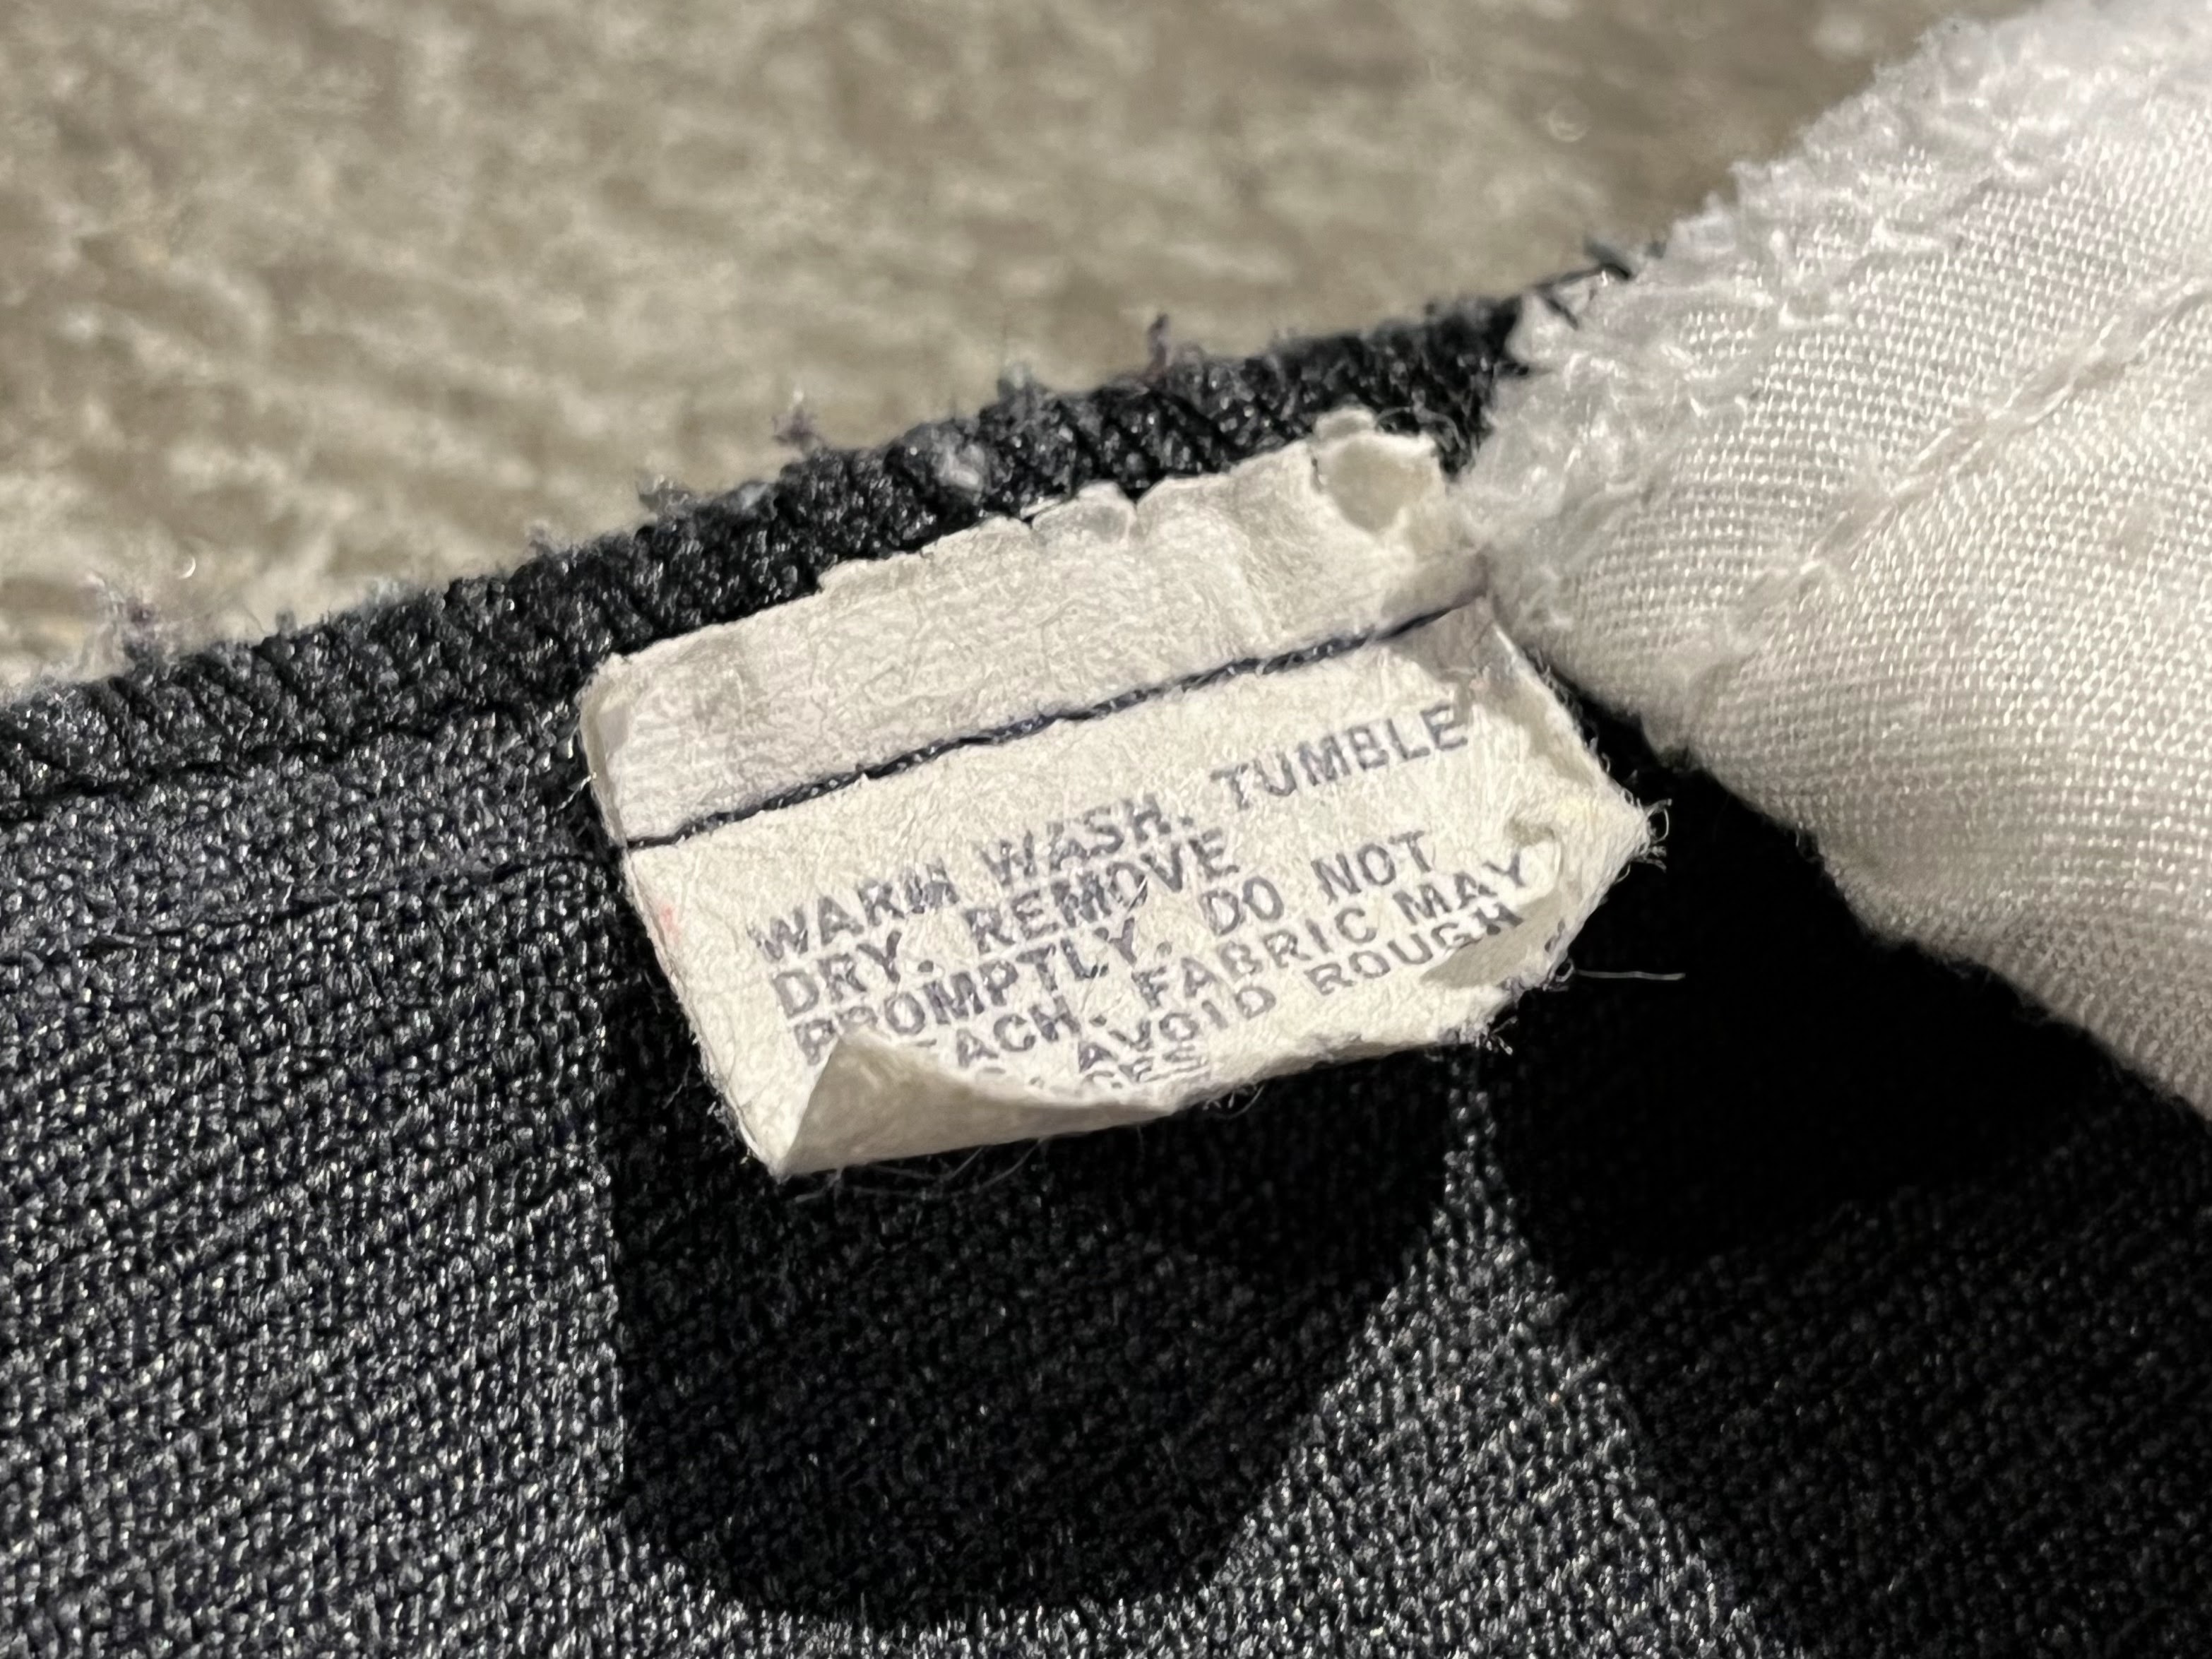 WARM WASH. TUMBLE
DRY. REMOVE
PROMPTLY. DO NOT
FABRIC MAY
AVOID ROUGH